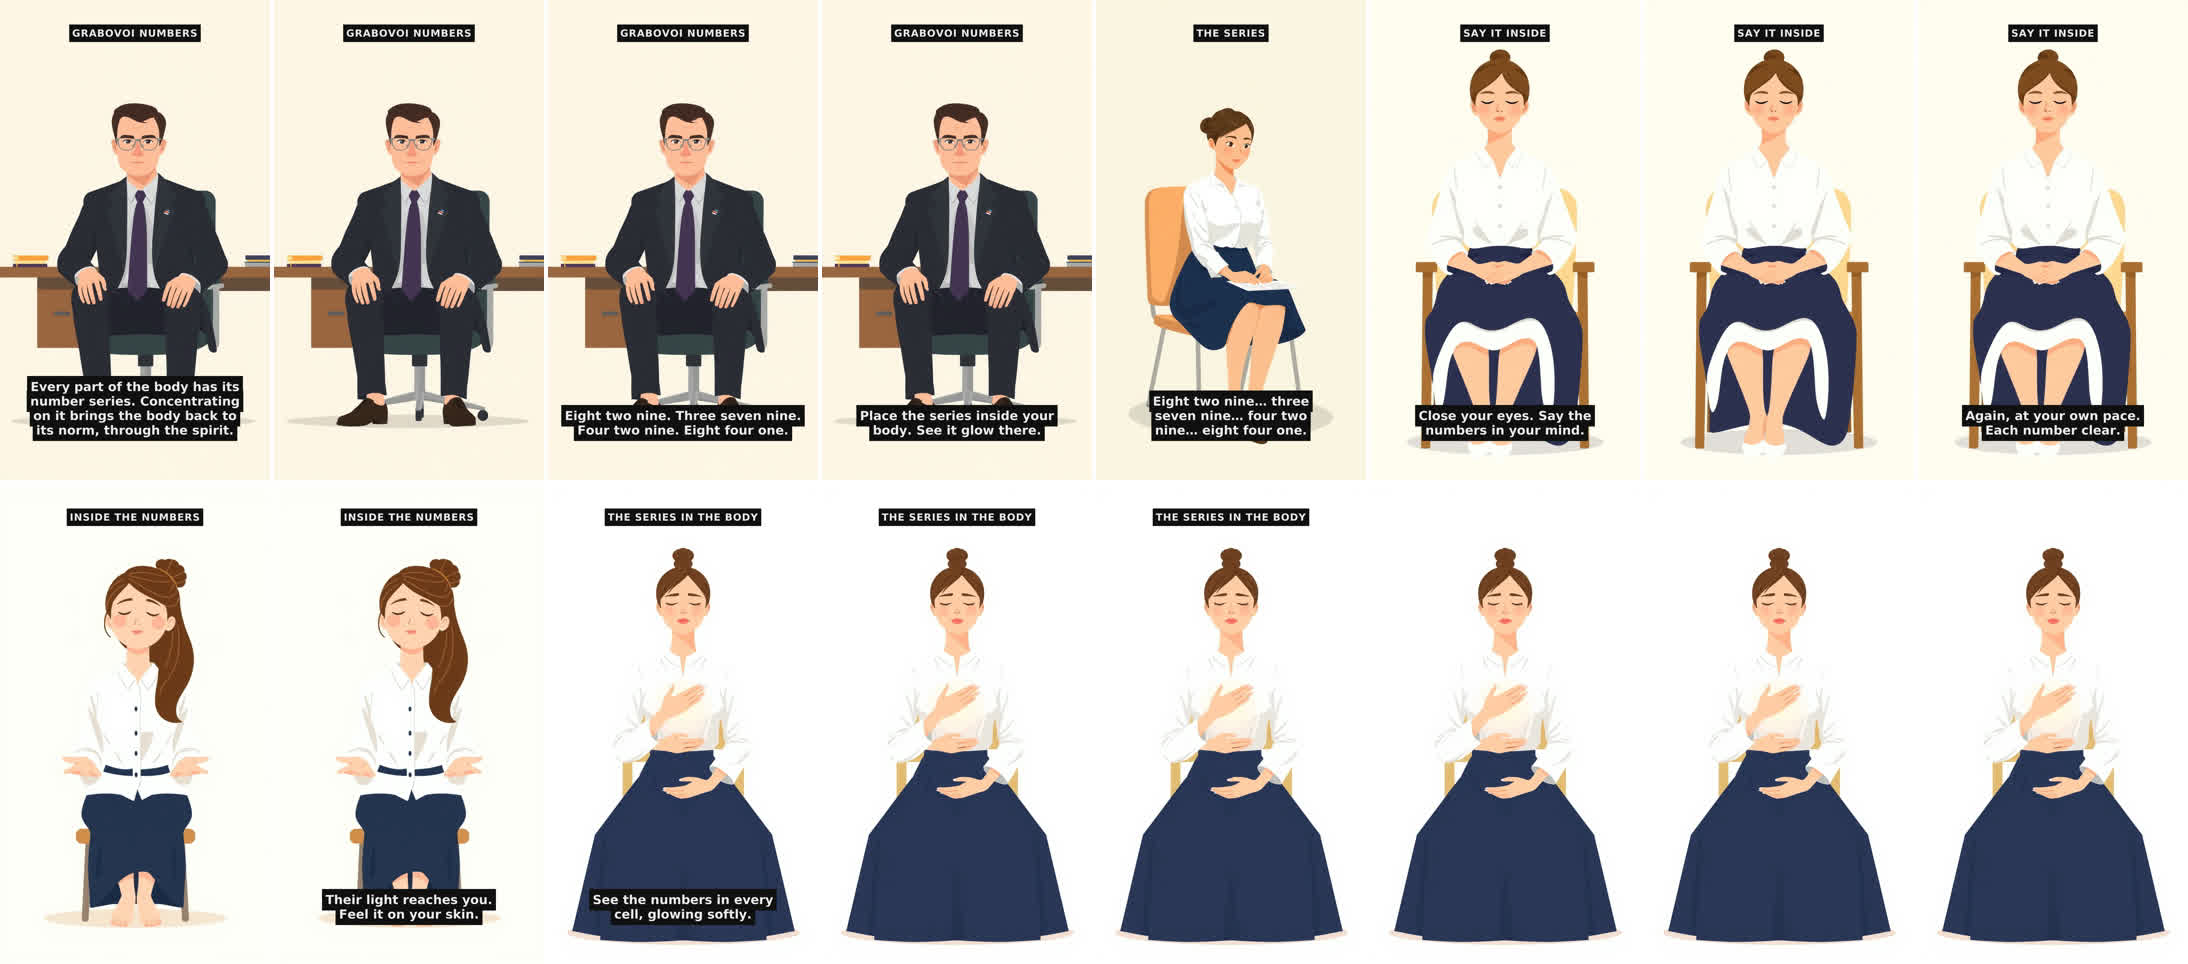 GRABOVOI NUMBERS
Every part of the body has its
number series. Concentrating
on it brings the body back to
its norm, through the spirit.
GRABOVOI NUMBERS
GRABOVOI NUMBERS
Eight two nine. Three seven nine.
Four two nine. Eight four one.
GRABOVOI NUMBERS
Place the series inside your
body. See it glow there.
THE SERIES
Eight two nine... three
seven nine... four two
nine... eight four one.
SAY IT INSIDE
Close your eyes. Say the
numbers in your mind.
SAY IT INSIDE
SAY IT INSIDE
Again, at your own pace.
Each number clear.
INSIDE THE NUMBERS
INSIDE THE NUMBERS
Their light reaches you.
Feel it on your skin.
THE SERIES IN THE BODY
See the numbers in every
cell, glowing softly.
THE SERIES IN THE BODY
THE SERIES IN THE BODY